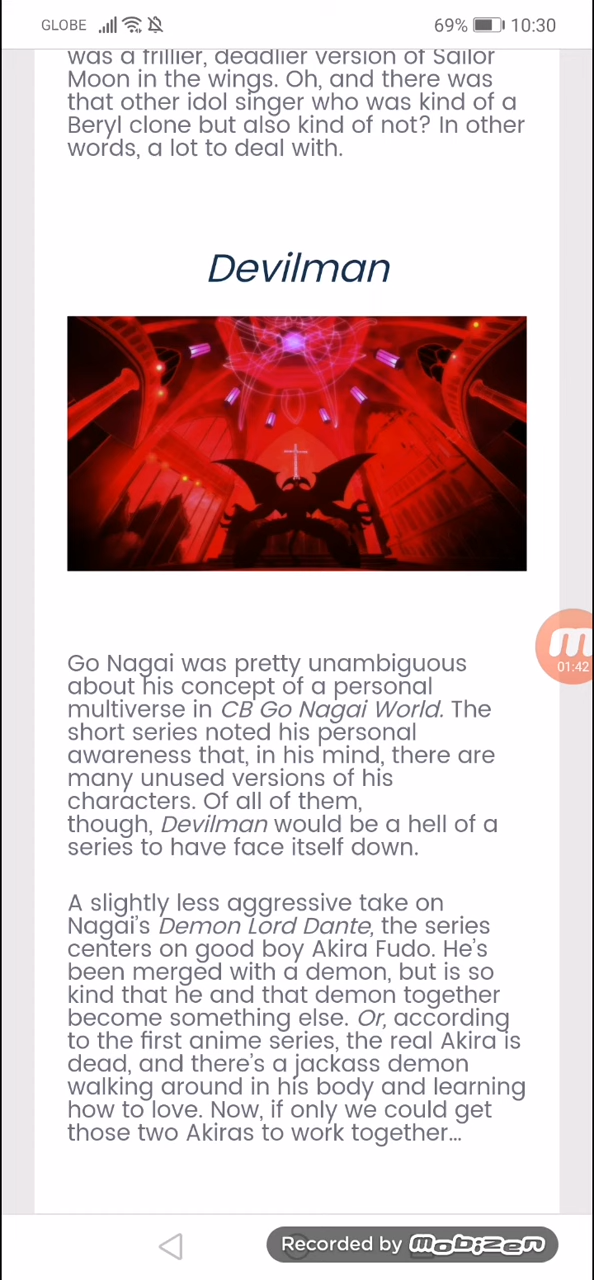 GLOBE 69% 10:30
was a frillier, deadlier version of Sailor
Moon in the wings. Oh, and there was
that other idol singer who was kind of a
Beryl clone but also kind of not? In other
words, a lot to deal with.
Devilman
Go Nagai was pretty unambiguous
about his concept of a personal
multiverse in CB Go Nagai World. The
short series noted his personal
awareness that, in his mind, there are
many unused versions of his
characters. Of all of them,
though, Devilman would be a hell of a
series to have face itself down.
01:42
A slightly less aggressive take on
Nagai’s Demon Lord Dante, the series
centers on good boy Akira Fudo. He’s
been merged with a demon, but is so
kind that he and that demon together
become something else. Or, according
to the first anime series, the real Akira is
dead, and there’s a jackass demon
walking around in his body and learning
how to love. Now, if only we could get
those two Akiras to work together…
Recorded by mobizen